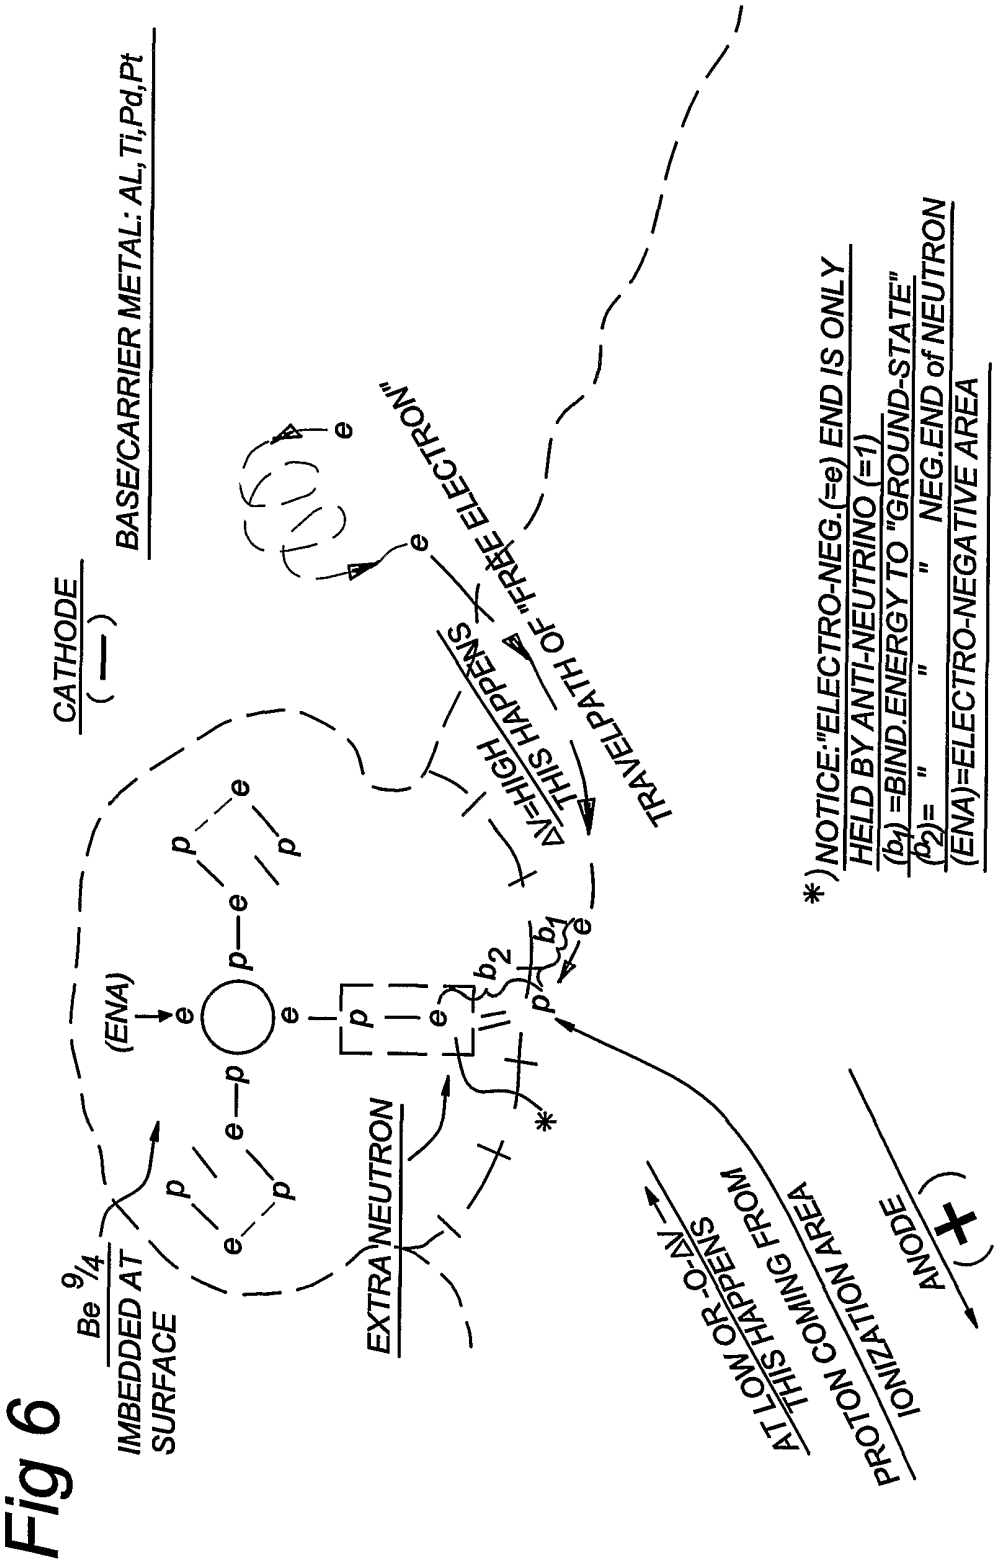 Fig 6
CATHODE
(—)
BASE/CARRIER METAL: AL,Ti,Pd,Pt
Be 9/4
IMBEDDED AT
SURFACE
(ENA)
e
p
e
p
e
p
e
p
e
p
e
p
e
p
e
EXTRA NEUTRON
b2
b1
p
e
*
e
e
ΔV=HIGH
THIS HAPPENS
TRAVELPATH OF "FREE ELECTRON"
AT LOW OR -O-ΔV
THIS HAPPENS
PROTON COMING FROM
IONIZATION AREA
ANODE
(+)
*) NOTICE:"ELECTRO-NEG.(=e) END IS ONLY
HELD BY ANTI-NEUTRINO (=1)
(b1) =BIND.ENERGY TO "GROUND-STATE"
(b2)= " " " NEG.END of NEUTRON
(ENA)=ELECTRO-NEGATIVE AREA